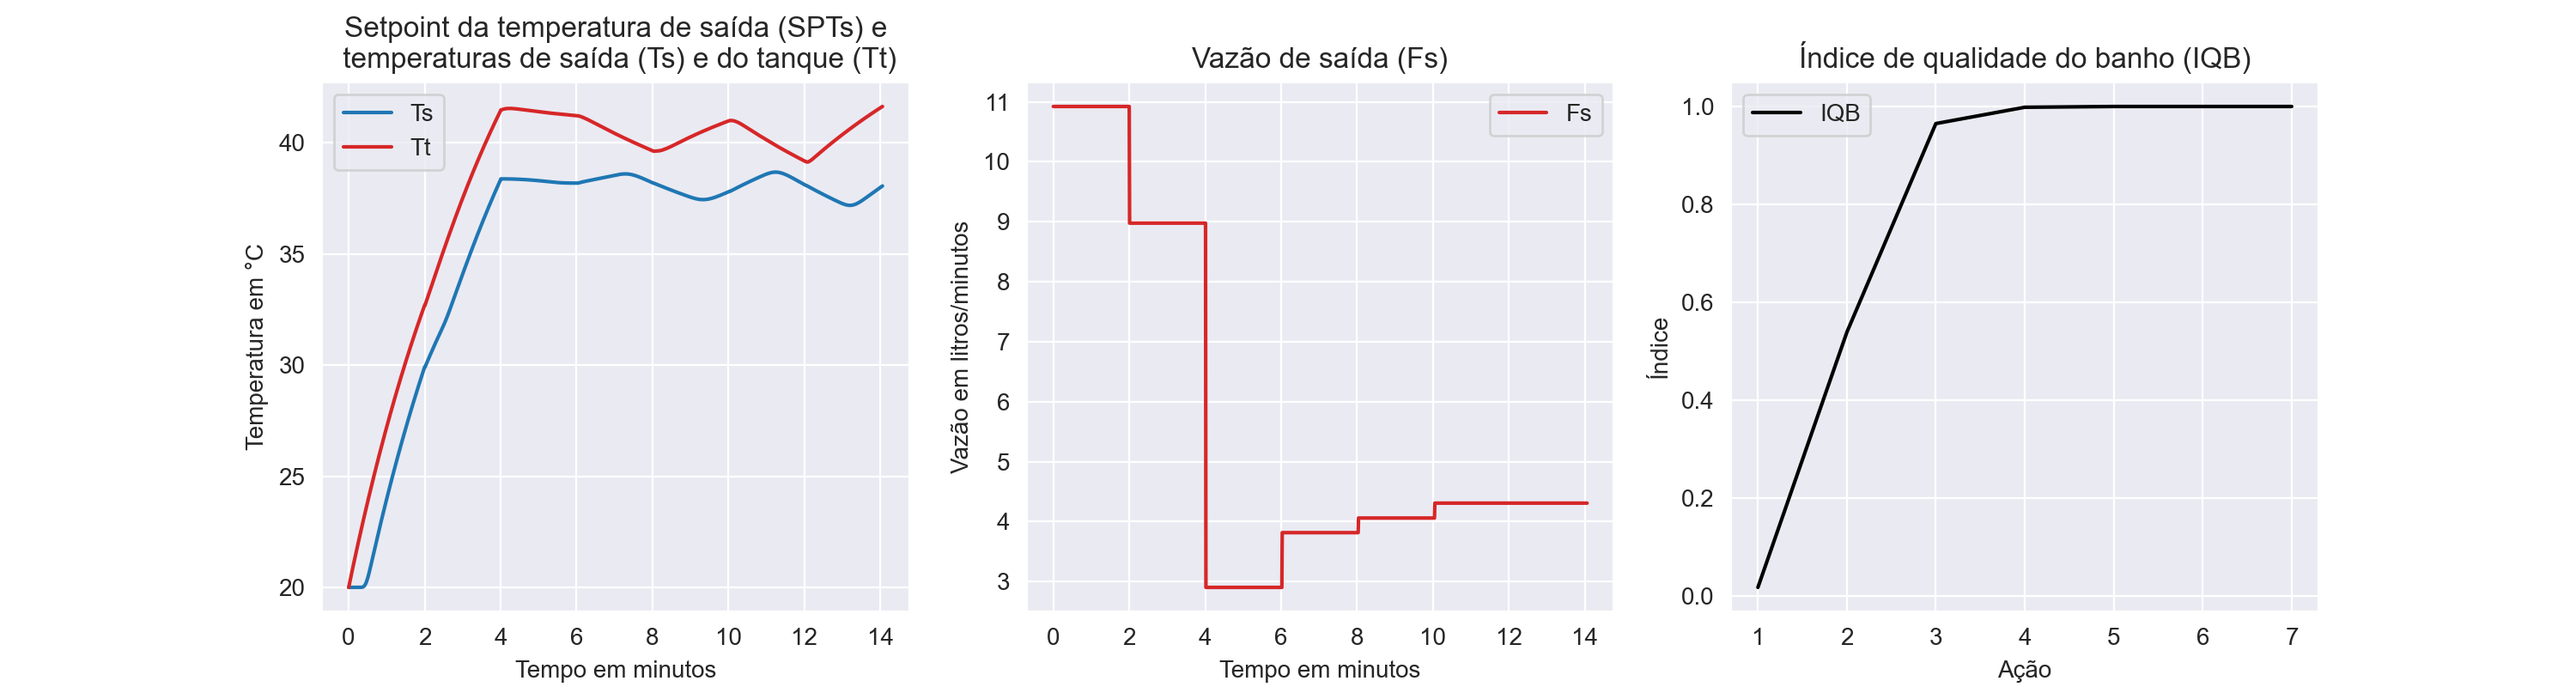 Setpoint da temperatura de saída (SPTs) e
temperaturas de saída (Ts) e do tanque (Tt)
Ts
Tt
40
35
30
25
20
Temperatura em °C
0 2 4 6 8 10 12 14
Tempo em minutos
Vazão de saída (Fs)
Fs
11
10
9
8
7
6
5
4
3
Vazão em litros/minutos
0 2 4 6 8 10 12 14
Tempo em minutos
Índice de qualidade do banho (IQB)
IQB
1.0
0.8
0.6
0.4
0.2
0.0
Índice
1 2 3 4 5 6 7
Ação